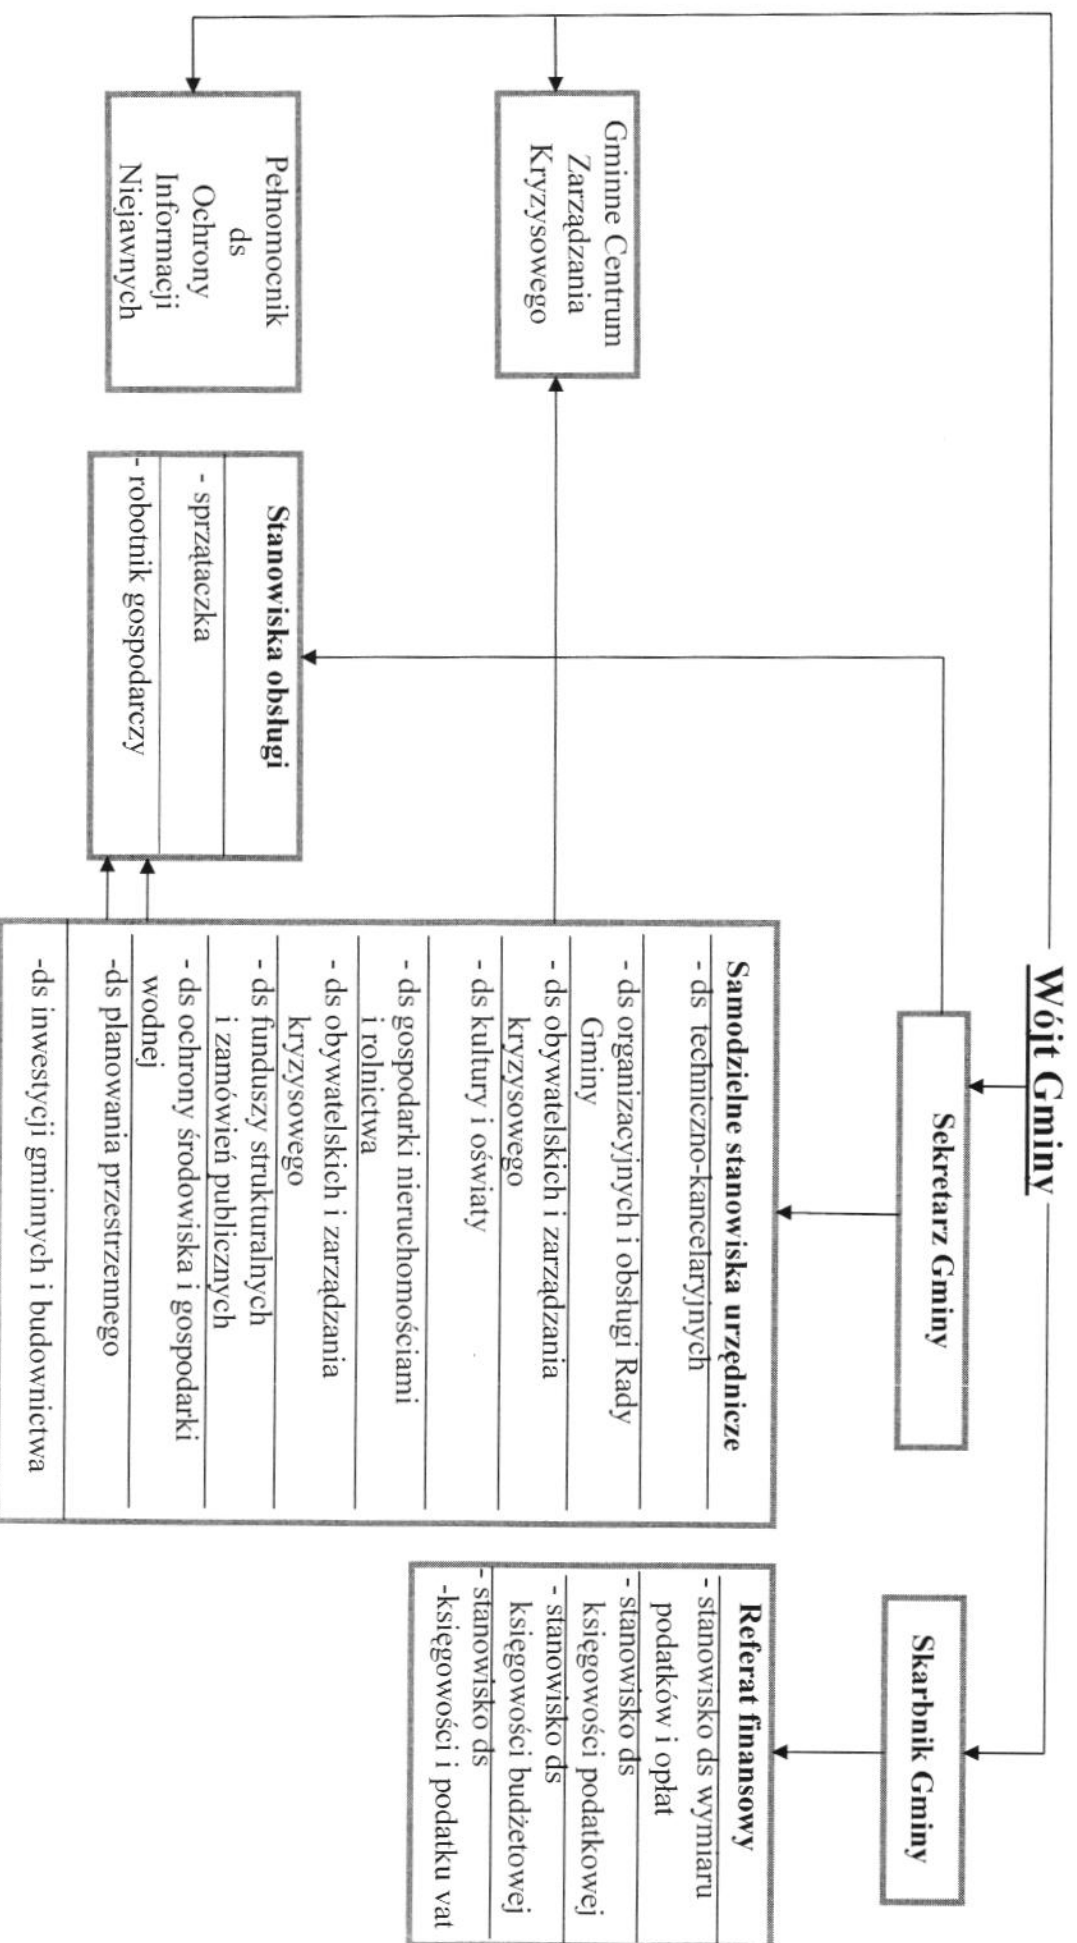 Wójt Gminy
Sekretarz Gminy
Skarbnik Gminy
Gminne Centrum
Zarządzania
Kryzysowego
Pełnomocnik
ds
Ochrony
Informacji
Niejawnych
Stanowiska obsługi
- sprzątaczka
- robotnik gospodarczy
Samodzielne stanowiska urzędnicze
- ds techniczno-kancelaryjnych
- ds organizacyjnych i obsługi Rady
Gminy
- ds obywatelskich i zarządzania
kryzysowego
- ds kultury i oświaty
- ds gospodarki nieruchomościami
i rolnictwa
- ds obywatelskich i zarządzania
kryzysowego
- ds funduszy strukturalnych
i zamówień publicznych
- ds ochrony środowiska i gospodarki
wodnej
-ds planowania przestrzennego
-ds inwestycji gminnych i budownictwa
Referat finansowy
- stanowisko ds wymiaru
podatków i opłat
- stanowisko ds
księgowości podatkowej
- stanowisko ds
księgowości budżetowej
- stanowisko ds
-księgowości i podatku vat